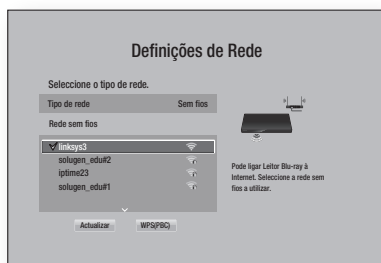 Definições de Rede
Seleccione o tipo de rede.
Tipo de rede Sem fios
Rede sem fios
linksys3
solugen_edu#2
iptime23
solugen_edu#1
Actualizar WPS(PBC)
Pode ligar Leitor Blu-ray à
Internet. Seleccione a rede sem
fios a utilizar.